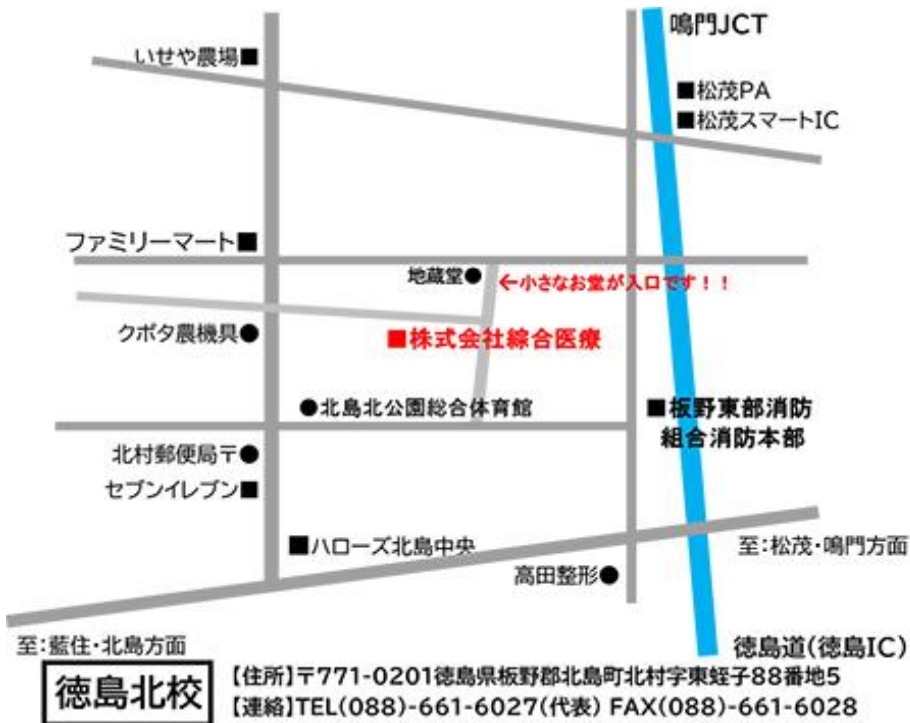 鳴門JCT
いせや農場■
■松茂PA
■松茂スマートIC
ファミリーマート■
地蔵堂●
←小さなお堂が入口です！！
クボタ農機具●
■株式会社綜合医療
●北島北公園総合体育館
■板野東部消防
組合消防本部
北村郵便局〒●
セブンイレブン■
■ハローズ北島中央
至：松茂・鳴門方面
高田整形●
至：藍住・北島方面
徳島道(徳島IC)
徳島北校
【住所】〒771-0201徳島県板野郡北島町北村字東蛭子88番地5
【連絡】TEL(088)-661-6027(代表) FAX(088)-661-6028